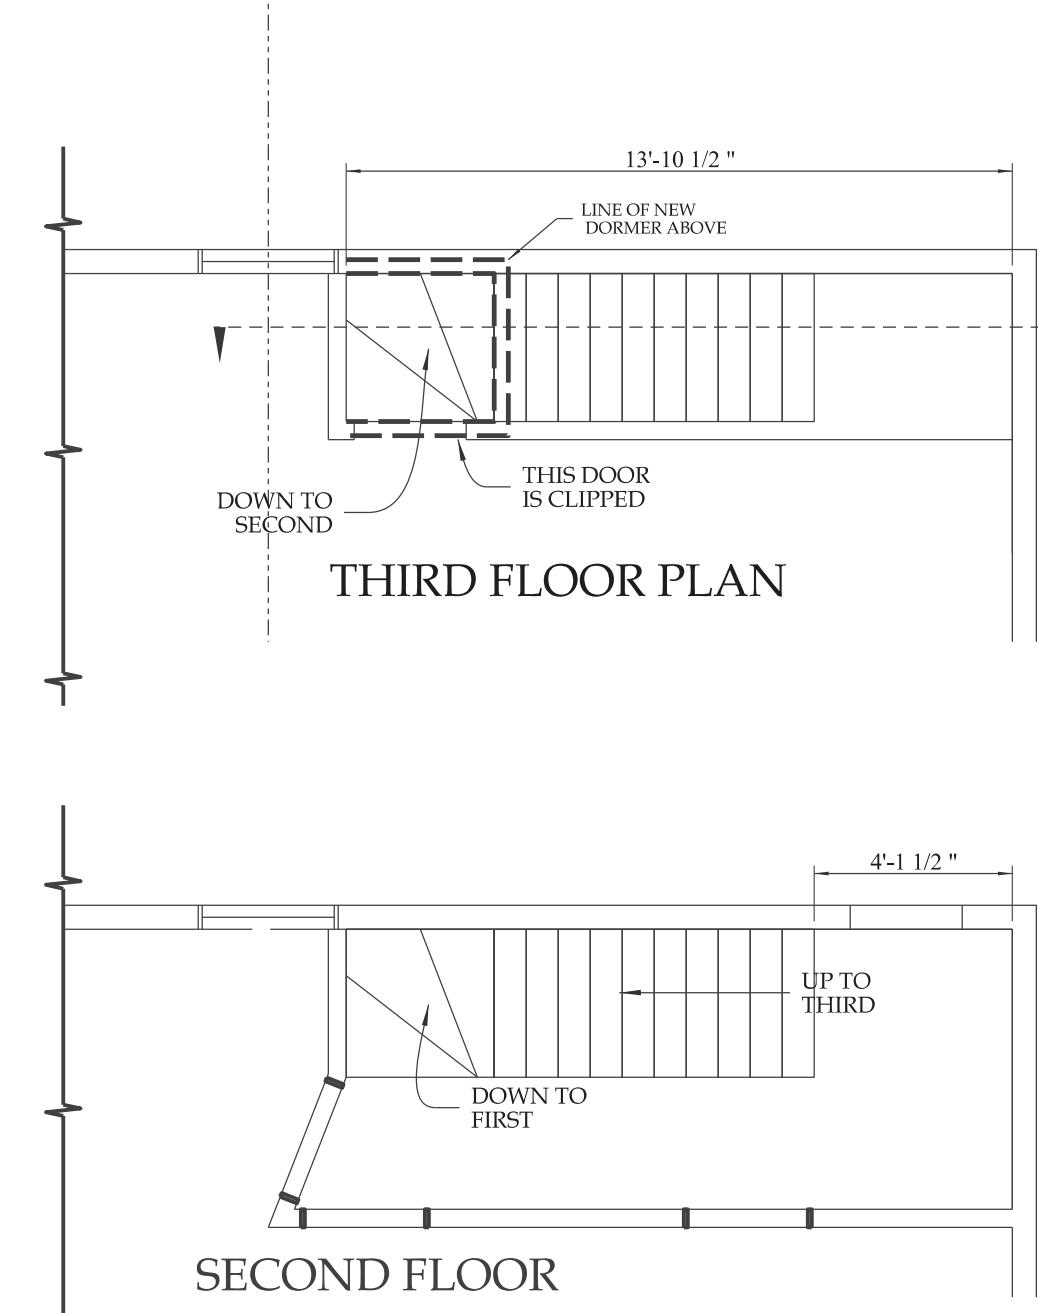 13'-10 1/2 "
LINE OF NEW
DORMER ABOVE
THIS DOOR
IS CLIPPED
DOWN TO
SECOND
THIRD FLOOR PLAN
4'-1 1/2 "
UP TO
THIRD
DOWN TO
FIRST
SECOND FLOOR